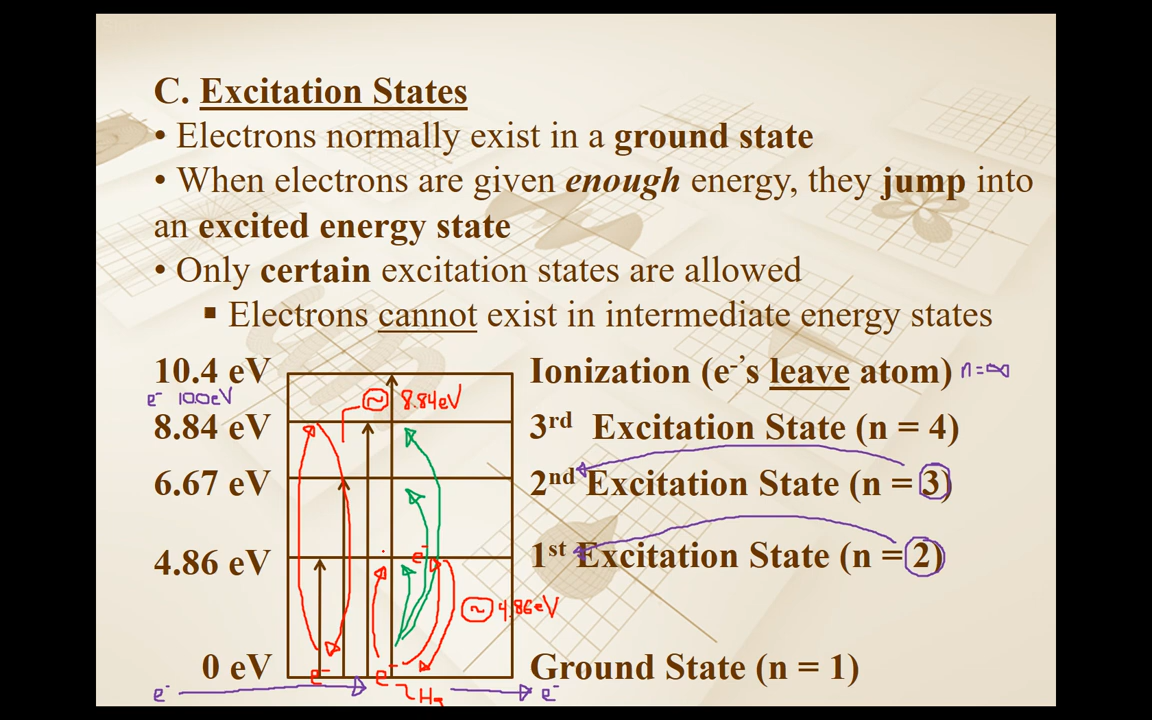 C. Excitation States
• Electrons normally exist in a ground state
• When electrons are given enough energy, they jump into
an excited energy state
• Only certain excitation states are allowed
▪ Electrons cannot exist in intermediate energy states
10.4 eV Ionization (e⁻'s leave atom) n=∞
e⁻ 10.0eV ~ 8.84eV
8.84 eV 3rd Excitation State (n = 4)
6.67 eV 2nd Excitation State (n = 3)
4.86 eV e⁻ 1st Excitation State (n = 2)
~ 4.86eV
0 eV e⁻ e⁻ Ground State (n = 1)
e⁻ Hg e⁻